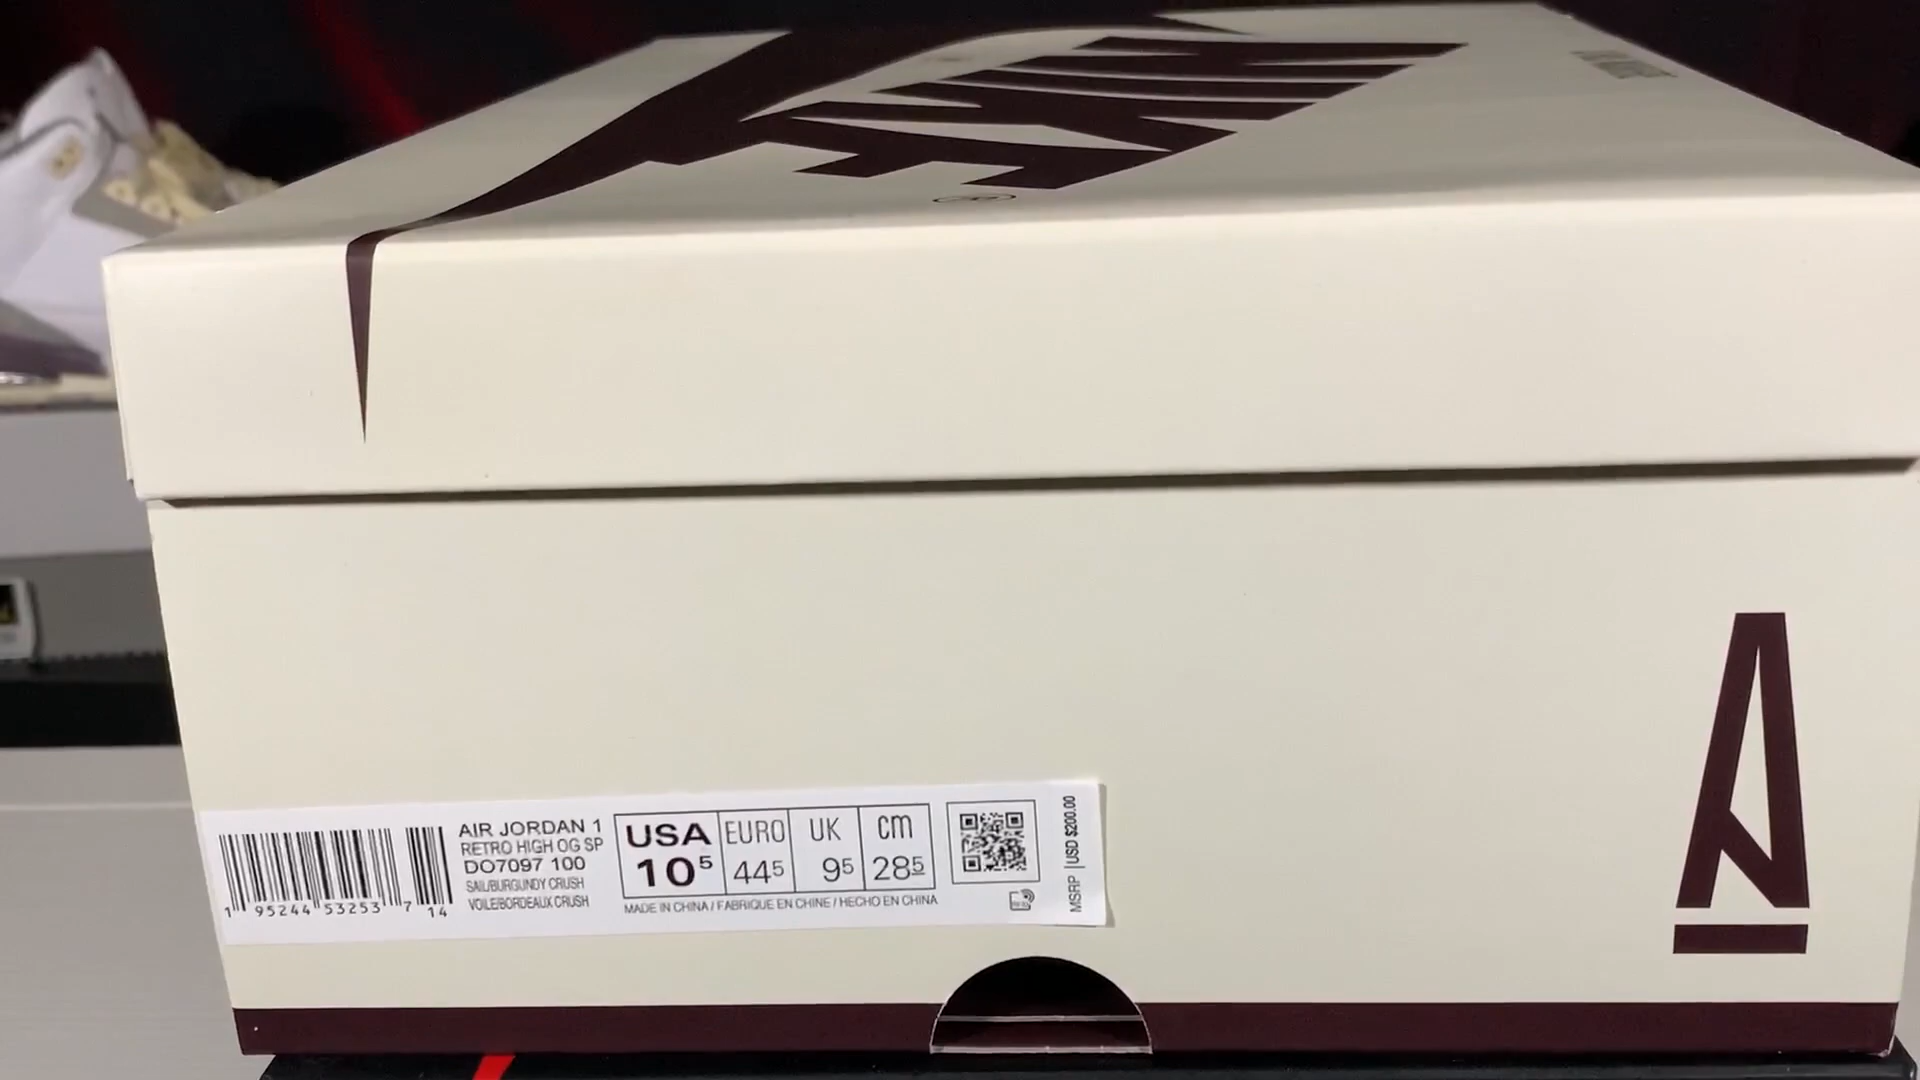 NIKE
®
AIR JORDAN 1
RETRO HIGH OG SP
DO7097 100
SAIL/BURGUNDY CRUSH
VOILE/BORDEAUX CRUSH
1 95244 53253 7 14
USA EURO UK cm
10⁵ 44⁵ 9⁵ 28⁵
MADE IN CHINA / FABRIQUE EN CHINE / HECHO EN CHINA
MSRP | USD $200.00